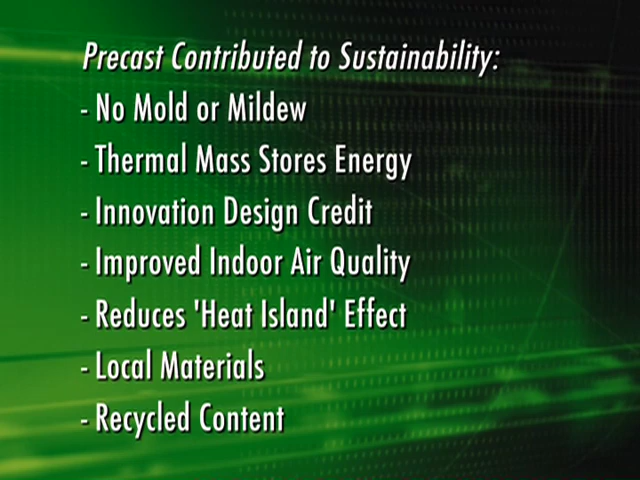 Precast Contributed to Sustainability:
- No Mold or Mildew
- Thermal Mass Stores Energy
- Innovation Design Credit
- Improved Indoor Air Quality
- Reduces 'Heat Island' Effect
- Local Materials
- Recycled Content